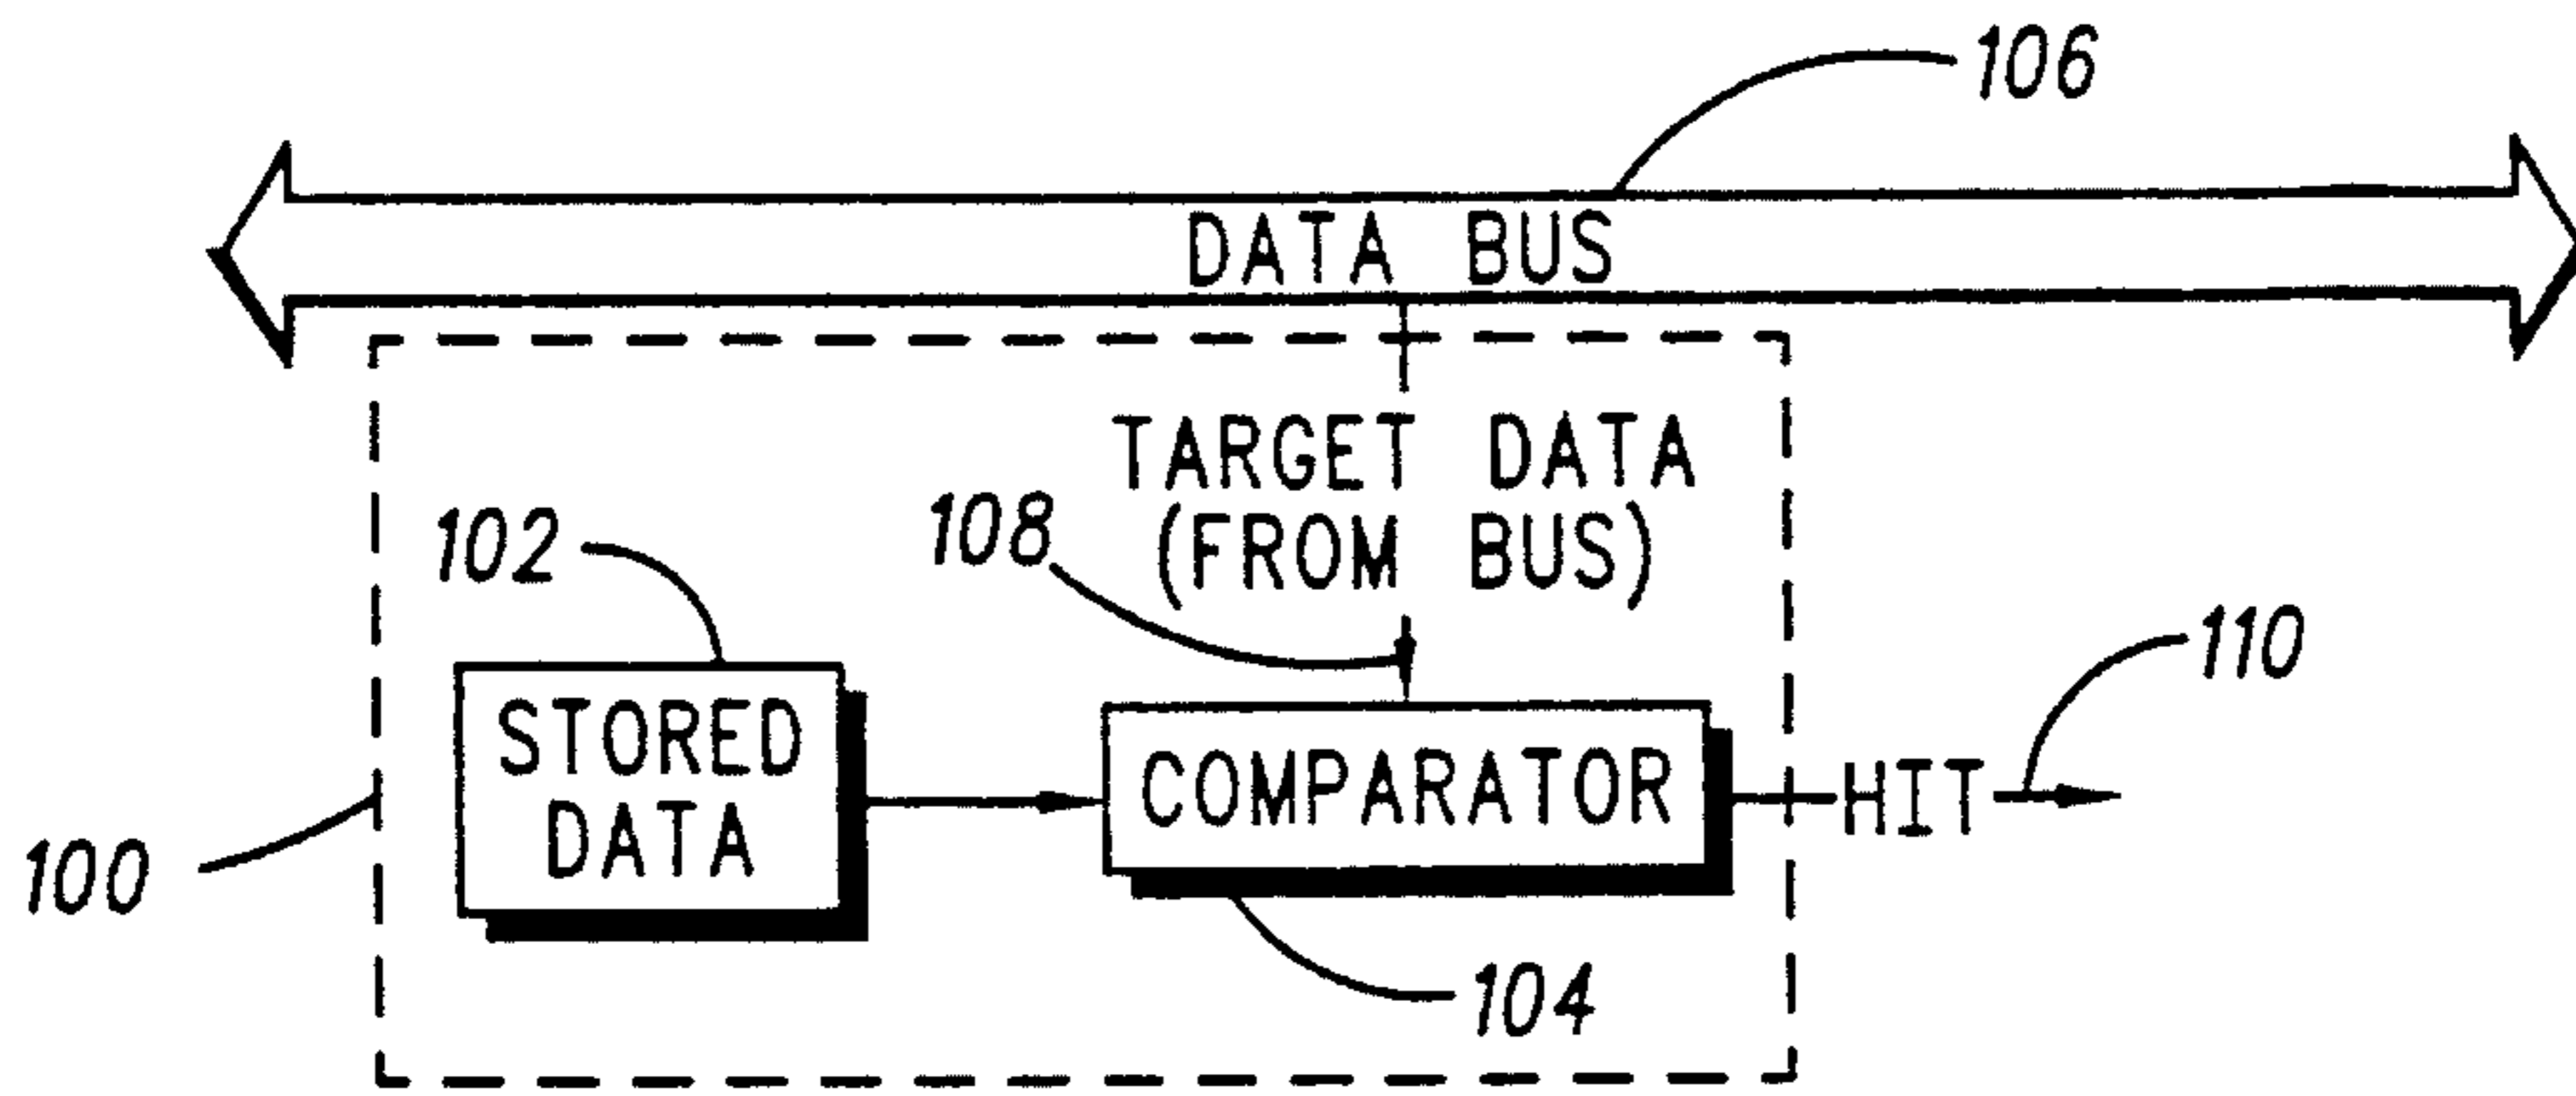 106
DATA BUS
TARGET DATA
(FROM BUS)
108
102
110
STORED
DATA
COMPARATOR
HIT
100
104